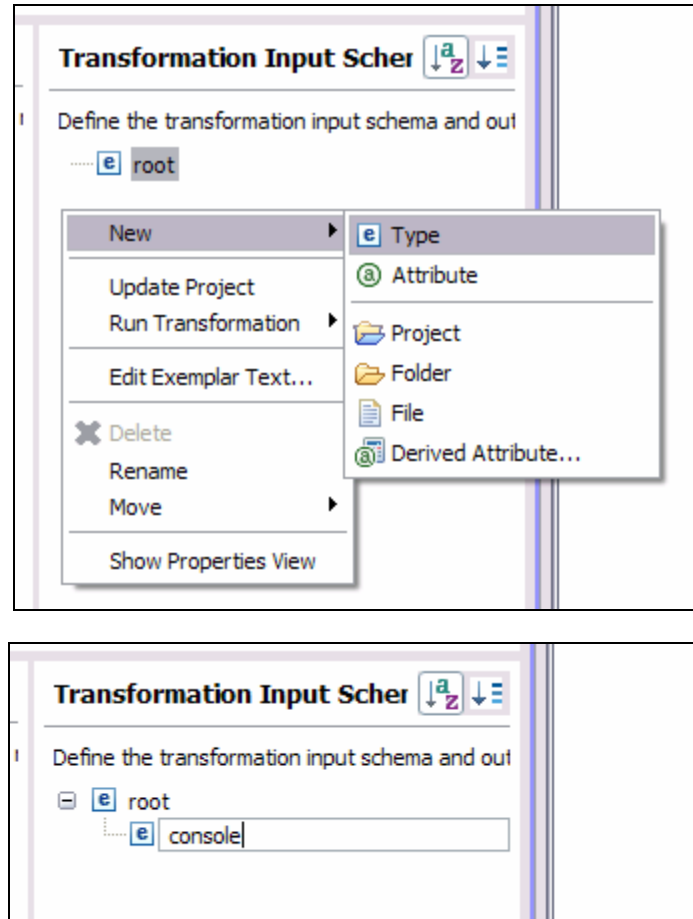 Transformation Input Scher
Define the transformation input schema and out
root
New
Type
Attribute
Update Project
Run Transformation
Project
Folder
File
Derived Attribute...
Edit Exemplar Text...
Delete
Rename
Move
Show Properties View
Transformation Input Scher
Define the transformation input schema and out
root
console